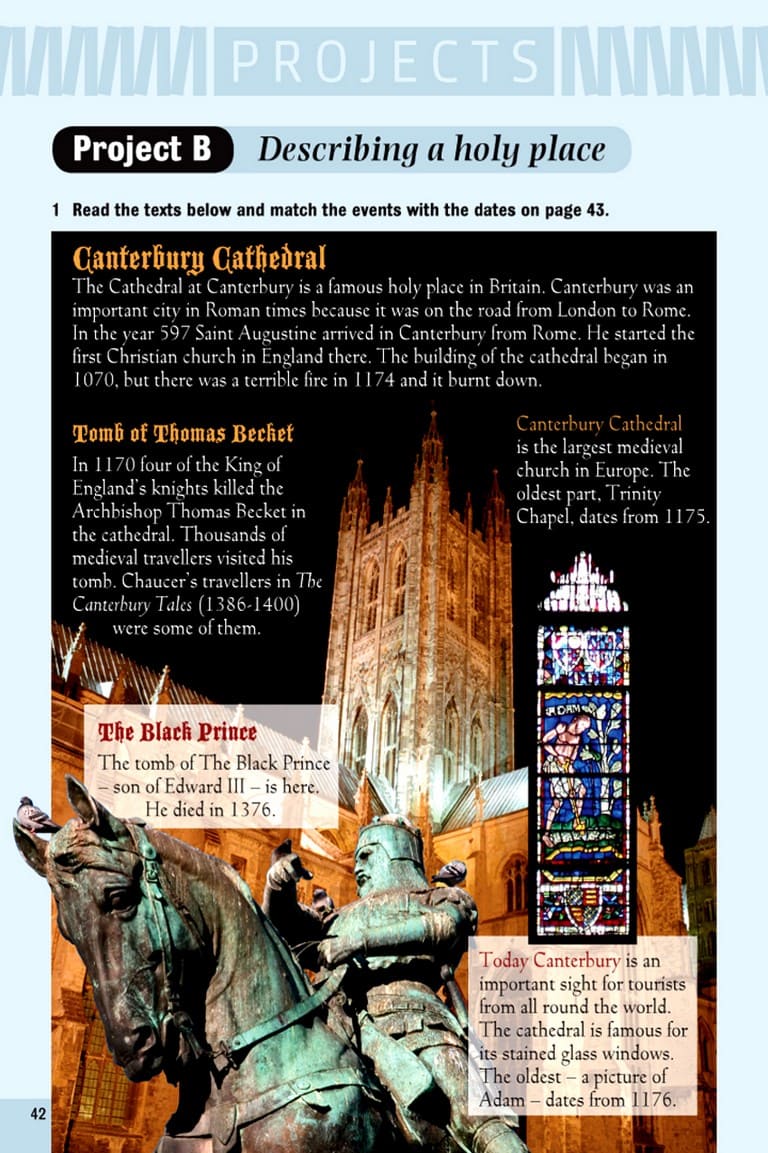 PROJECTS
Project B Describing a holy place
1 Read the texts below and match the events with the dates on page 43.
Canterbury Cathedral
The Cathedral at Canterbury is a famous holy place in Britain. Canterbury was an
important city in Roman times because it was on the road from London to Rome.
In the year 597 Saint Augustine arrived in Canterbury from Rome. He started the
first Christian church in England there. The building of the cathedral began in
1070, but there was a terrible fire in 1174 and it burnt down.
Tomb of Thomas Becket
In 1170 four of the King of
England's knights killed the
Archbishop Thomas Becket in
the cathedral. Thousands of
medieval travellers visited his
tomb. Chaucer's travellers in The
Canterbury Tales (1386-1400)
were some of them.
Canterbury Cathedral
is the largest medieval
church in Europe. The
oldest part, Trinity
Chapel, dates from 1175.
ADAM
The Black Prince
The tomb of The Black Prince
– son of Edward III – is here.
He died in 1376.
Today Canterbury is an
important sight for tourists
from all round the world.
The cathedral is famous for
its stained glass windows.
The oldest – a picture of
Adam – dates from 1176.
42